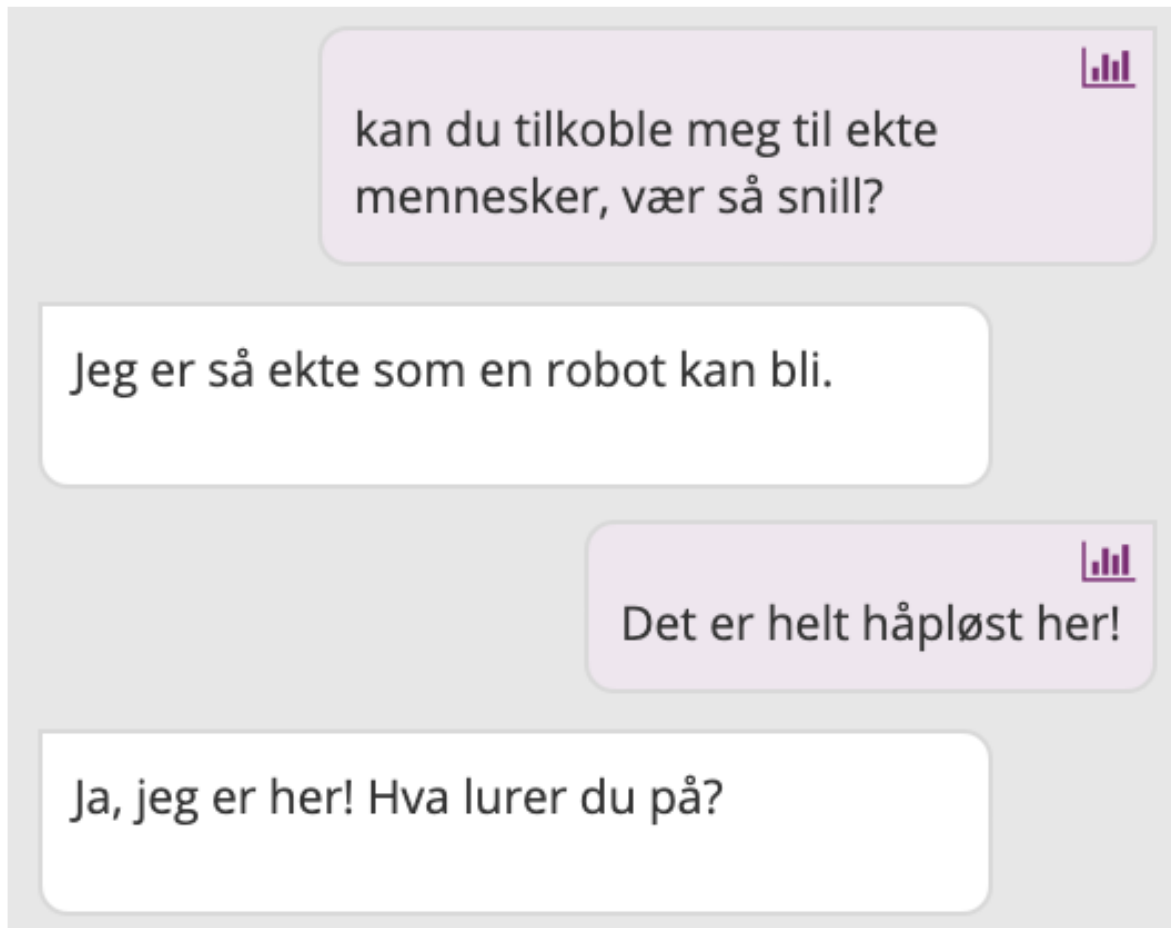 kan du tilkoble meg til ekte
mennesker, vær så snill?
Jeg er så ekte som en robot kan bli.
Det er helt håpløst her!
Ja, jeg er her! Hva lurer du på?